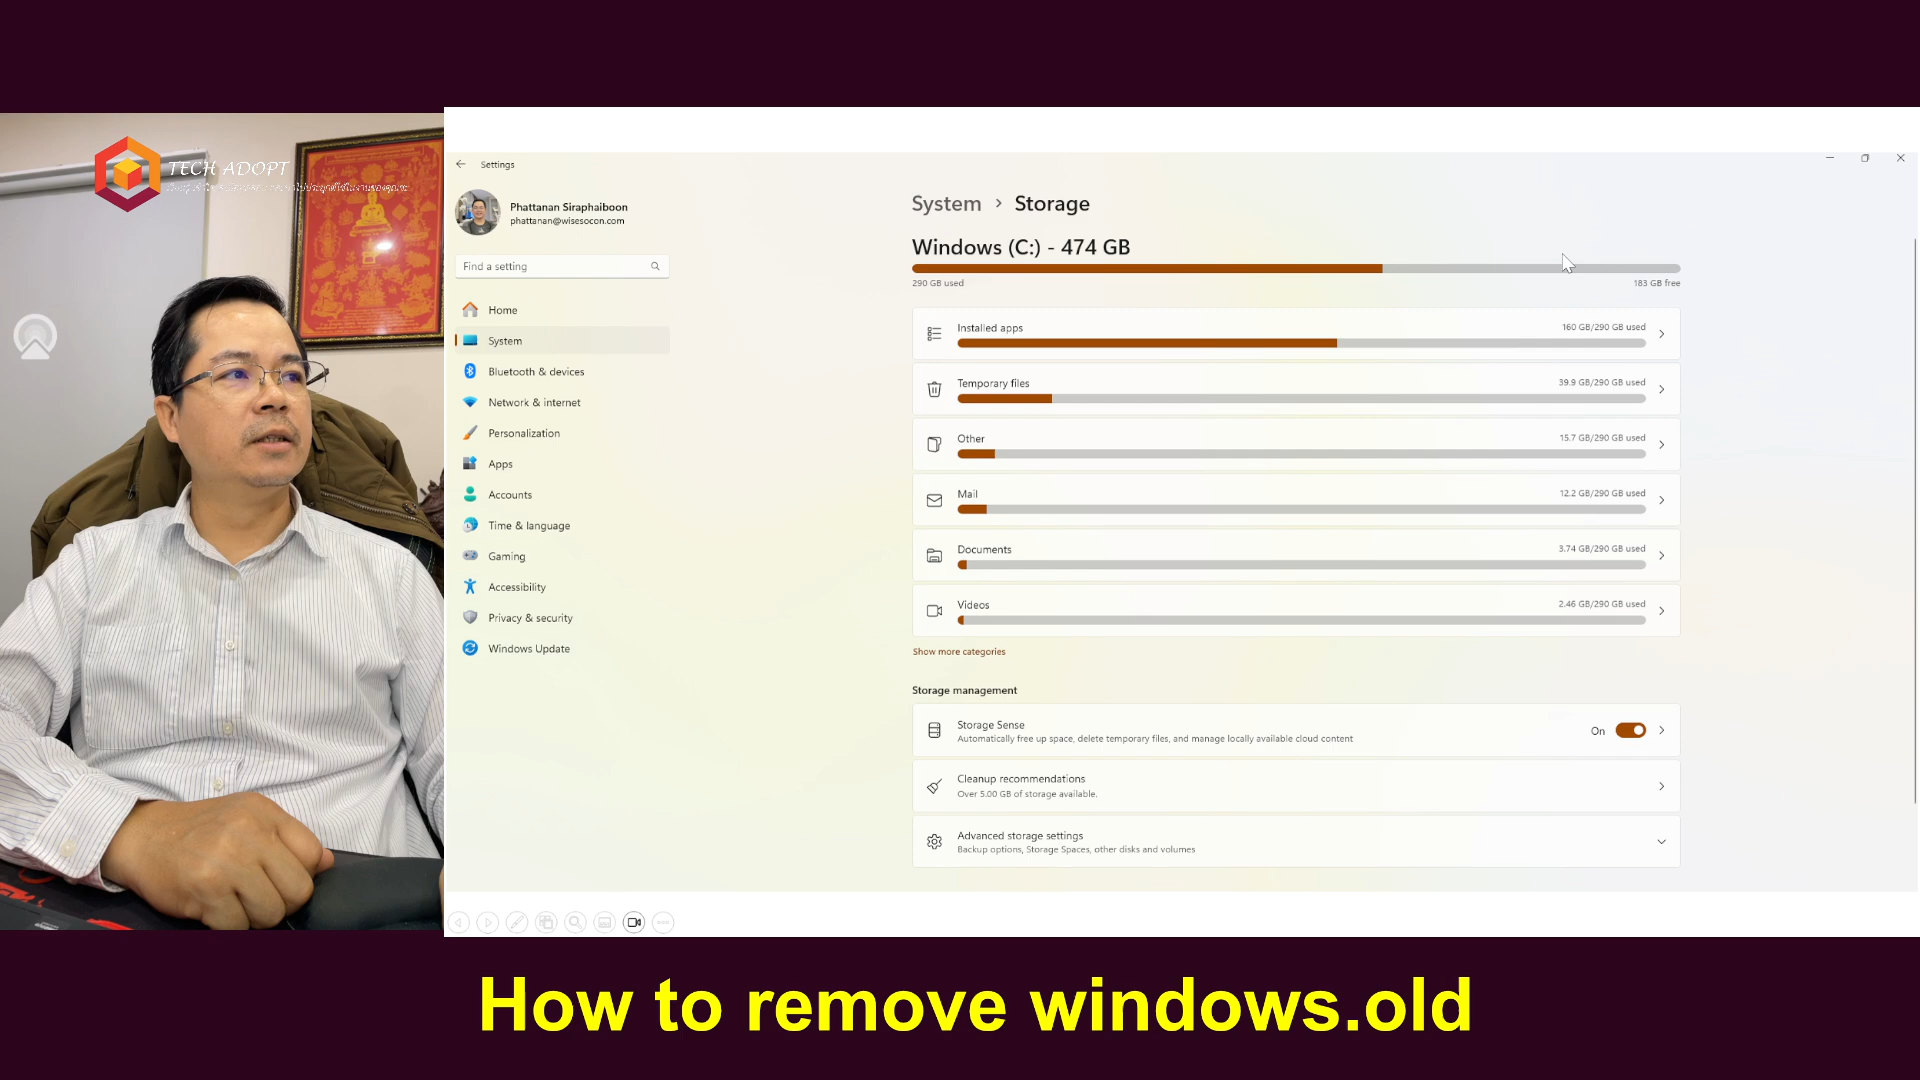 TECH ADOPT
Settings
Phattanan Siraphaiboon
phattanan@wisesocon.com
Find a setting
Home
System
Bluetooth & devices
Network & internet
Personalization
Apps
Accounts
Time & language
Gaming
Accessibility
Privacy & security
Windows Update
System > Storage
Windows (C:) - 474 GB
290 GB used
183 GB free
Installed apps
160 GB/290 GB used
Temporary files
39.9 GB/290 GB used
Other
15.7 GB/290 GB used
Mail
12.2 GB/290 GB used
Documents
3.74 GB/290 GB used
Videos
2.46 GB/290 GB used
Show more categories
Storage management
Storage Sense
Automatically free up space, delete temporary files, and manage locally available cloud content
On
Cleanup recommendations
Over 5.00 GB of storage available.
Advanced storage settings
Backup options, Storage Spaces, other disks and volumes
How to remove windows.old